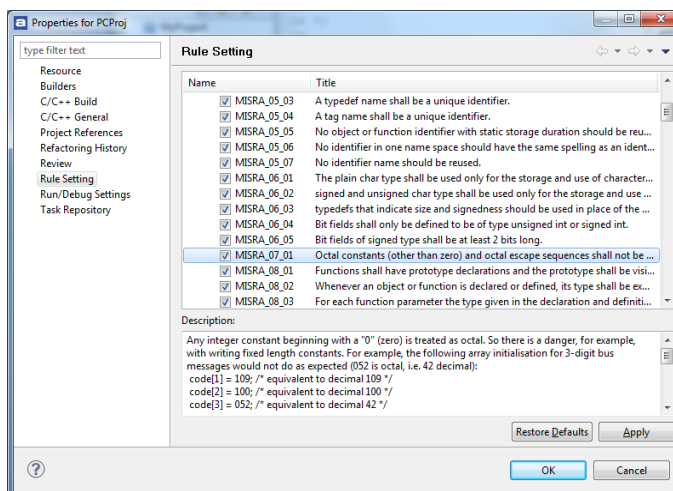 Properties for PCProj
type filter text
Resource
Builders
C/C++ Build
C/C++ General
Project References
Refactoring History
Review
Rule Setting
Run/Debug Settings
Task Repository
Rule Setting
Name Title
MISRA_05_03 A typedef name shall be a unique identifier.
MISRA_05_04 A tag name shall be a unique identifier.
MISRA_05_05 No object or function identifier with static storage duration should be reu...
MISRA_05_06 No identifier in one name space should have the same spelling as an ident...
MISRA_05_07 No identifier name should be reused.
MISRA_06_01 The plain char type shall be used only for the storage and use of character...
MISRA_06_02 signed and unsigned char type shall be used only for the storage and use ...
MISRA_06_03 typedefs that indicate size and signedness should be used in place of the ...
MISRA_06_04 Bit fields shall only be defined to be of type unsigned int or signed int.
MISRA_06_05 Bit fields of signed type shall be at least 2 bits long.
MISRA_07_01 Octal constants (other than zero) and octal escape sequences shall not be ...
MISRA_08_01 Functions shall have prototype declarations and the prototype shall be visi...
MISRA_08_02 Whenever an object or function is declared or defined, its type shall be ex...
MISRA_08_03 For each function parameter the type given in the declaration and definiti...
Description:
Any integer constant beginning with a "0" (zero) is treated as octal. So there is a danger, for example,
with writing fixed length constants. For example, the following array initialisation for 3-digit bus
messages would not do as expected (052 is octal, i.e. 42 decimal):
code[1] = 109; /* equivalent to decimal 109 */
code[2] = 100; /* equivalent to decimal 100 */
code[3] = 052; /* equivalent to decimal 42 */
Restore Defaults Apply
OK Cancel